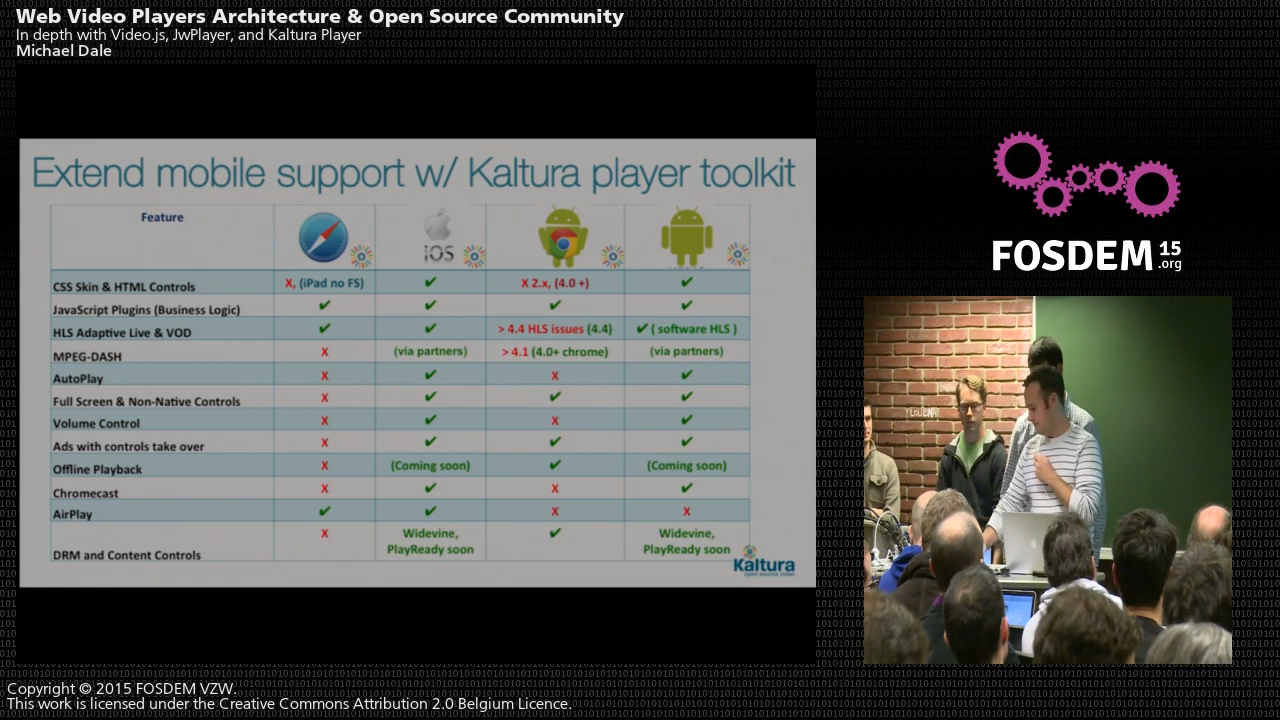 Web Video Players Architecture & Open Source Community
In depth with Video.js, JwPlayer, and Kaltura Player
Michael Dale
Extend mobile support w/ Kaltura player toolkit
Feature
iOS
CSS Skin & HTML Controls X, (iPad no FS) ✔ X 2.x, (4.0 +) ✔
JavaScript Plugins (Business Logic) ✔ ✔ ✔ ✔
HLS Adaptive Live & VOD ✔ ✔ > 4.4 HLS issues (4.4) ✔ ( software HLS )
MPEG-DASH X (via partners) > 4.1 (4.0+ chrome) (via partners)
AutoPlay X ✔ X ✔
Full Screen & Non-Native Controls X ✔ ✔ ✔
Volume Control X ✔ X ✔
Ads with controls take over X ✔ ✔ ✔
Offline Playback X (Coming soon) ✔ (Coming soon)
Chromecast X ✔ X ✔
AirPlay ✔ ✔ X X
DRM and Content Controls X Widevine, PlayReady soon ✔ Widevine, PlayReady soon
Kaltura
open source video
FOSDEM 15
.org
Copyright © 2015 FOSDEM VZW.
This work is licensed under the Creative Commons Attribution 2.0 Belgium Licence.